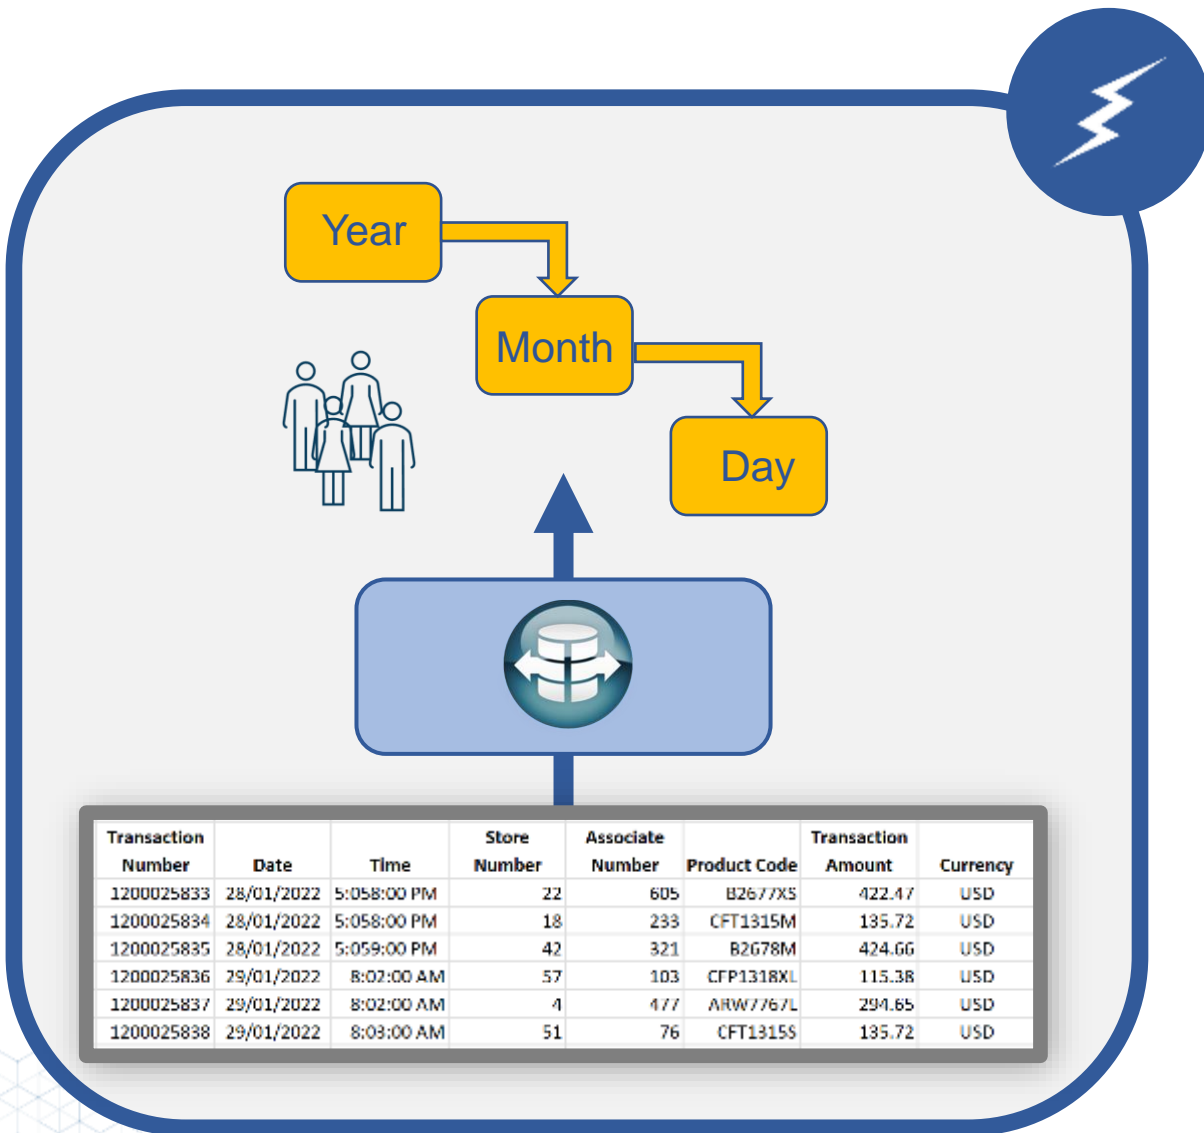 Year
Month
Day
Transaction Number Date Time Store Number Associate Number Product Code Transaction Amount Currency
1200025833 28/01/2022 5:058:00 PM 22 605 B2677XS 422.47 USD
1200025834 28/01/2022 5:058:00 PM 18 233 CFT1315M 135.72 USD
1200025835 28/01/2022 5:059:00 PM 42 321 B2678M 424.66 USD
1200025836 29/01/2022 8:02:00 AM 57 103 CFP1318XL 115.38 USD
1200025837 29/01/2022 8:02:00 AM 4 477 ARW7767L 294.65 USD
1200025838 29/01/2022 8:03:00 AM 51 76 CFT1315S 135.72 USD